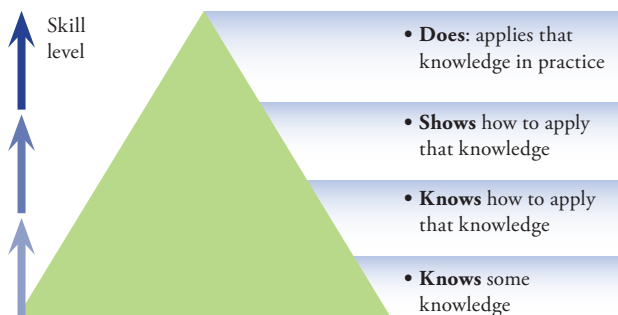 Skill
level
• Does: applies that
knowledge in practice
• Shows how to apply
that knowledge
• Knows how to apply
that knowledge
• Knows some
knowledge